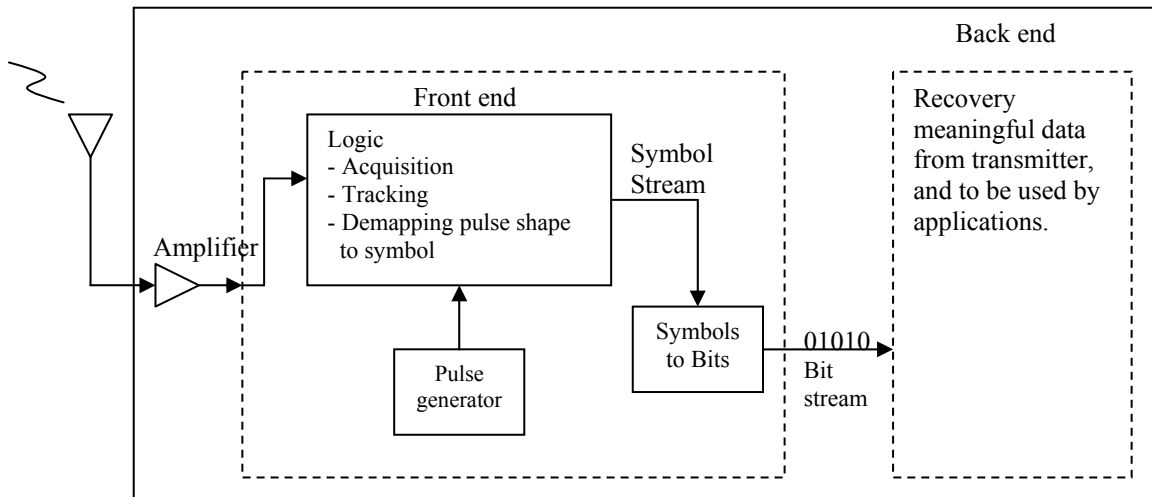 Back end
Front end
Recovery
meaningful data
from transmitter,
and to be used by
applications.
Logic
- Acquisition
- Tracking
- Demapping pulse shape
to symbol
Symbol
Stream
Amplifier
Symbols
to Bits
01010
Bit
stream
Pulse
generator